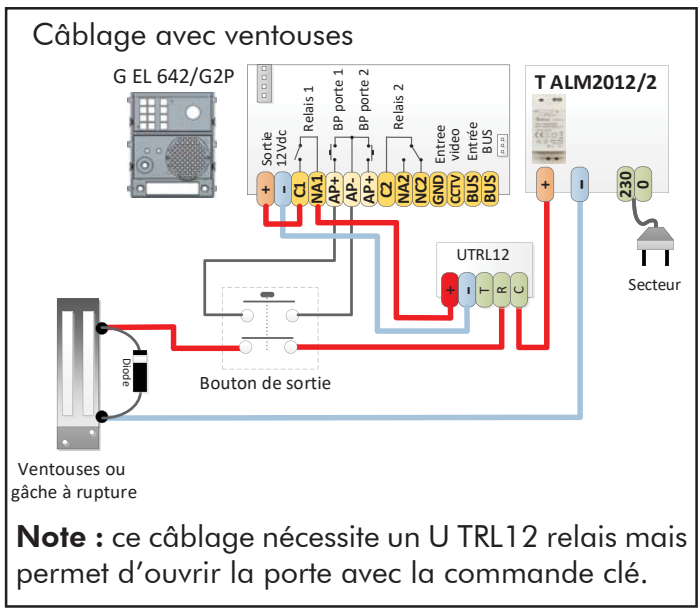 Câblage avec ventouses
G EL 642/G2P
T ALM2012/2
Sortie
12Vdc
Relais 1
BP porte 1
BP porte 2
Relais 2
Entree
video
Entrée
BUS
+
-
C1
NA1
AP+
AP-
AP+
C2
NA2
NC2
GND
CCTV
BUS
BUS
+
-
230
0
Secteur
UTRL12
+
-
T
R
C
Bouton de sortie
Diode
Ventouses ou
gâche à rupture
Note : ce câblage nécessite un U TRL12 relais mais
permet d'ouvrir la porte avec la commande clé.